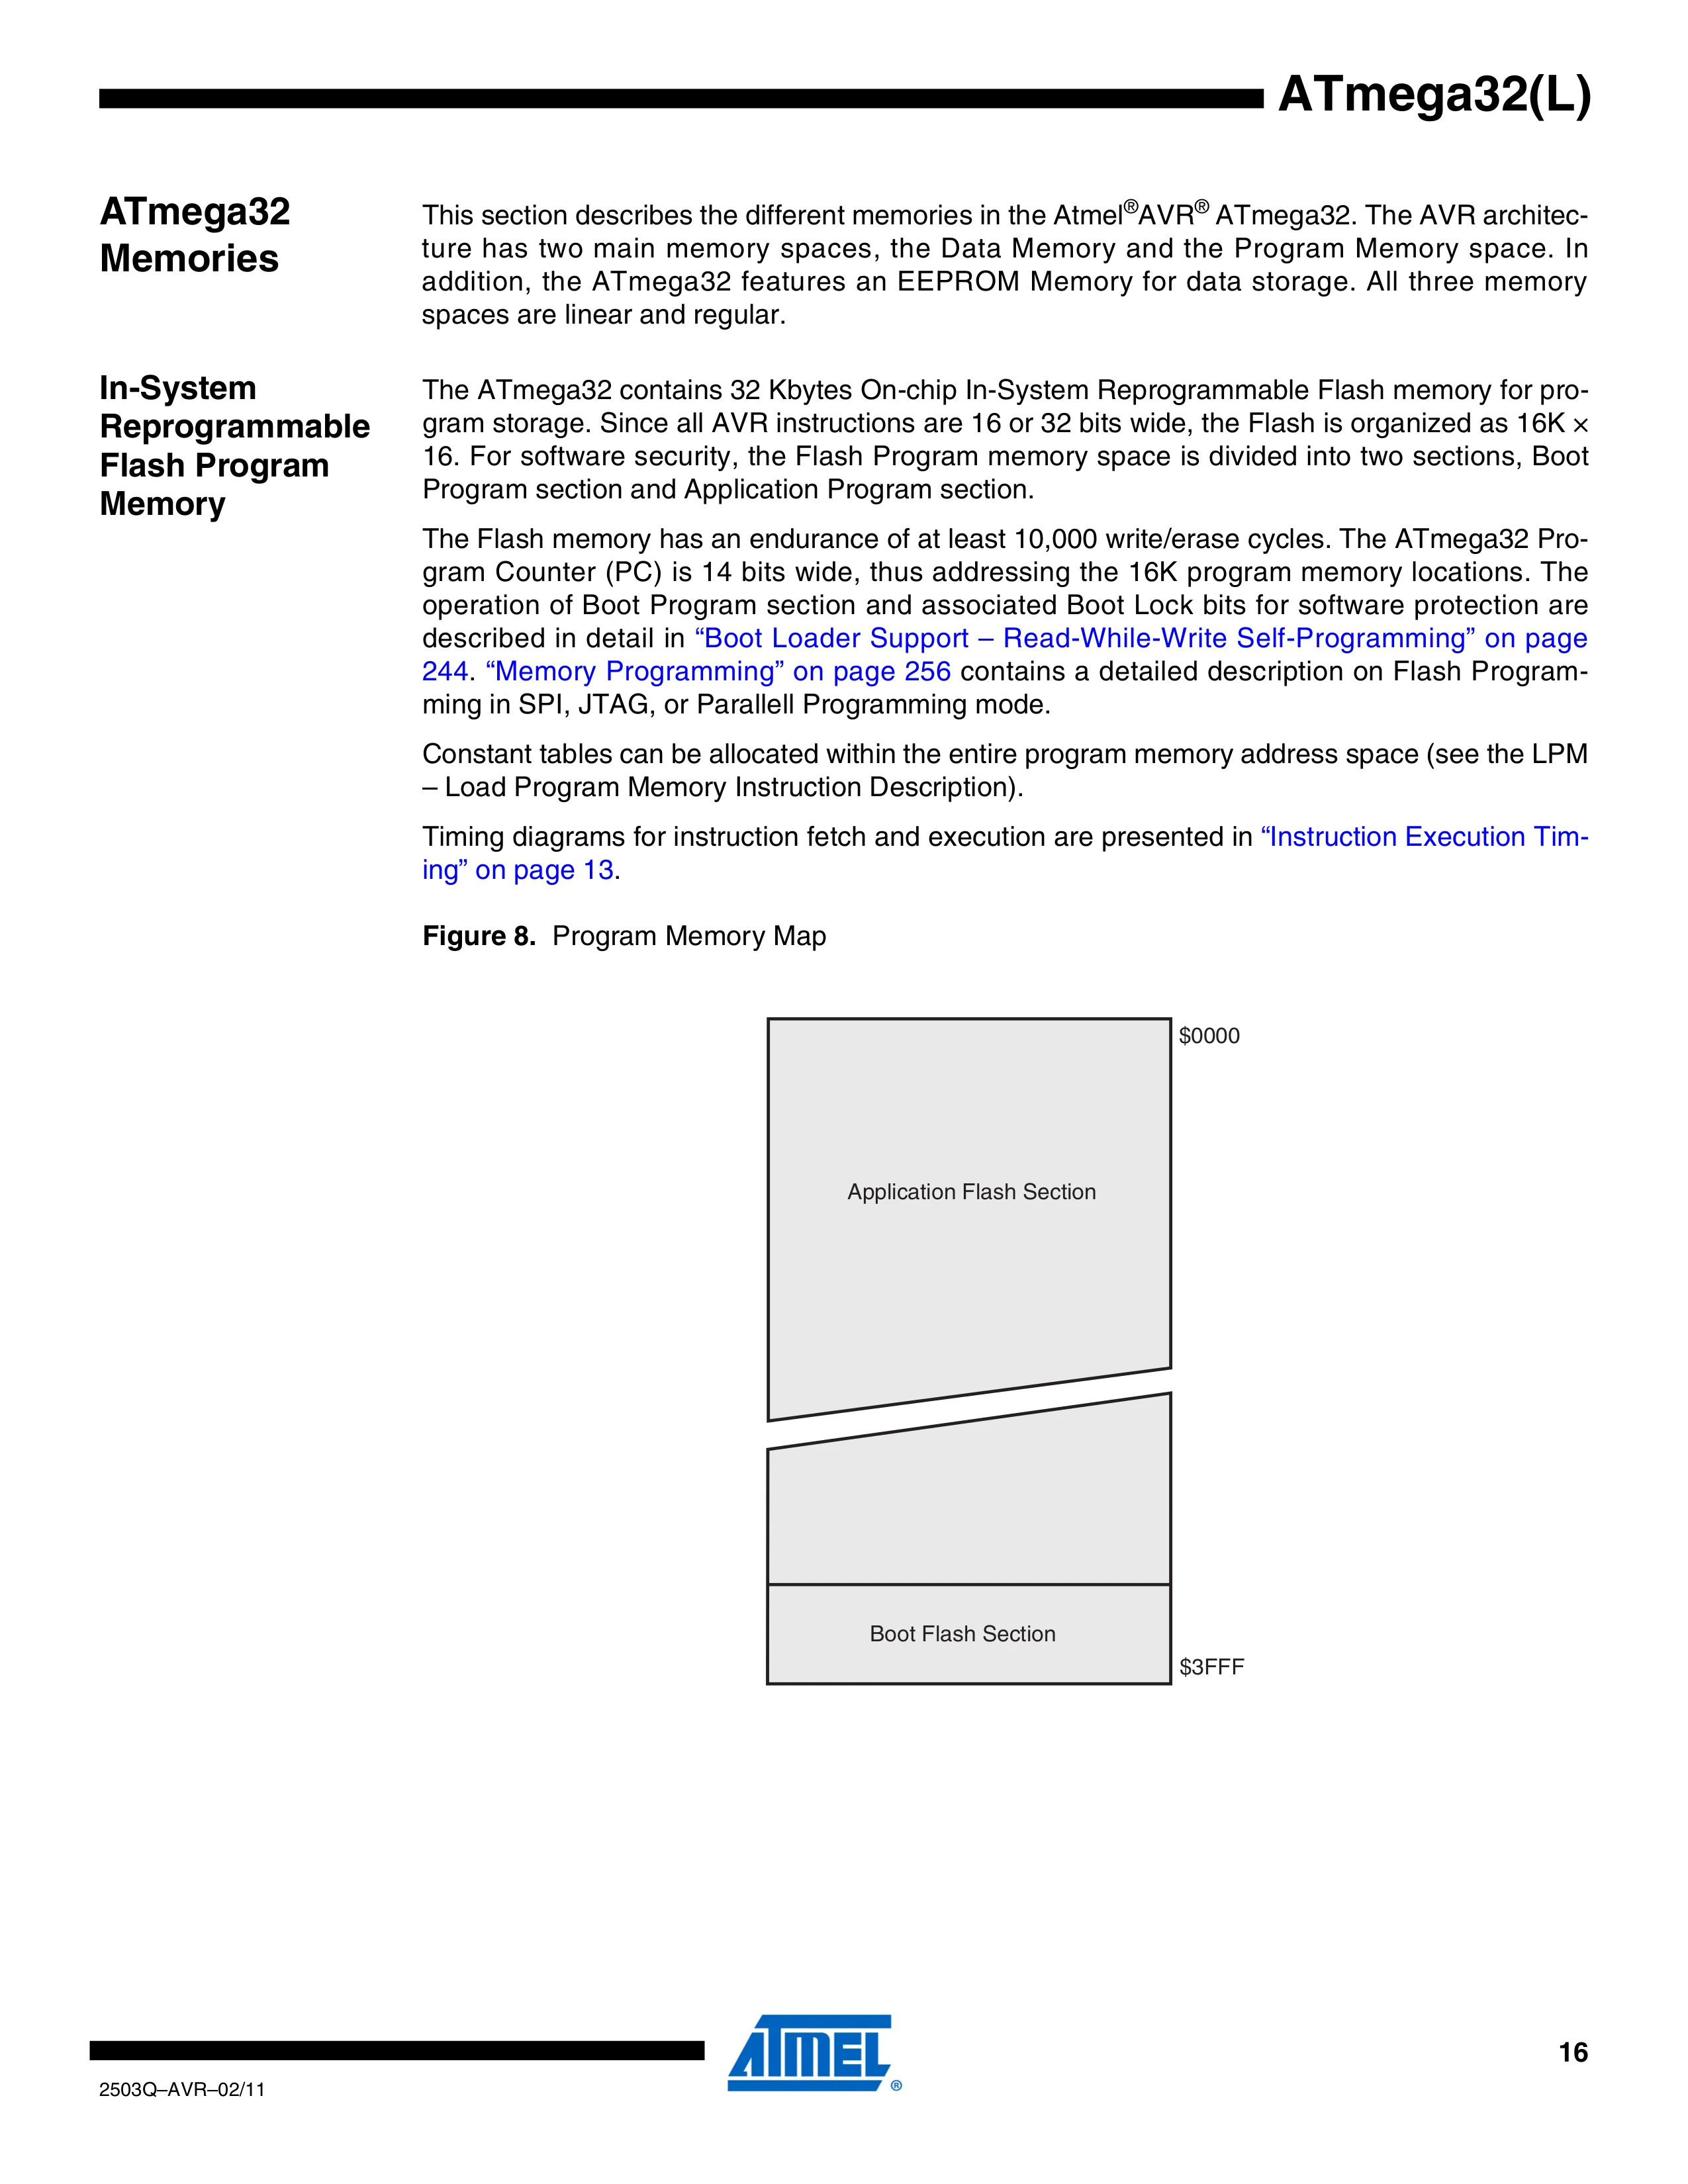 ATmega32(L)
ATmega32
Memories
This section describes the different memories in the Atmel®AVR® ATmega32. The AVR architec-
ture has two main memory spaces, the Data Memory and the Program Memory space. In
addition, the ATmega32 features an EEPROM Memory for data storage. All three memory
spaces are linear and regular.
In-System
Reprogrammable
Flash Program
Memory
The ATmega32 contains 32 Kbytes On-chip In-System Reprogrammable Flash memory for pro-
gram storage. Since all AVR instructions are 16 or 32 bits wide, the Flash is organized as 16K ×
16. For software security, the Flash Program memory space is divided into two sections, Boot
Program section and Application Program section.
The Flash memory has an endurance of at least 10,000 write/erase cycles. The ATmega32 Pro-
gram Counter (PC) is 14 bits wide, thus addressing the 16K program memory locations. The
operation of Boot Program section and associated Boot Lock bits for software protection are
described in detail in “Boot Loader Support – Read-While-Write Self-Programming” on page
244. “Memory Programming” on page 256 contains a detailed description on Flash Program-
ming in SPI, JTAG, or Parallell Programming mode.
Constant tables can be allocated within the entire program memory address space (see the LPM
– Load Program Memory Instruction Description).
Timing diagrams for instruction fetch and execution are presented in “Instruction Execution Tim-
ing” on page 13.
Figure 8. Program Memory Map
$0000
Application Flash Section
Boot Flash Section
$3FFF
ATMEL®
16
2503Q–AVR–02/11